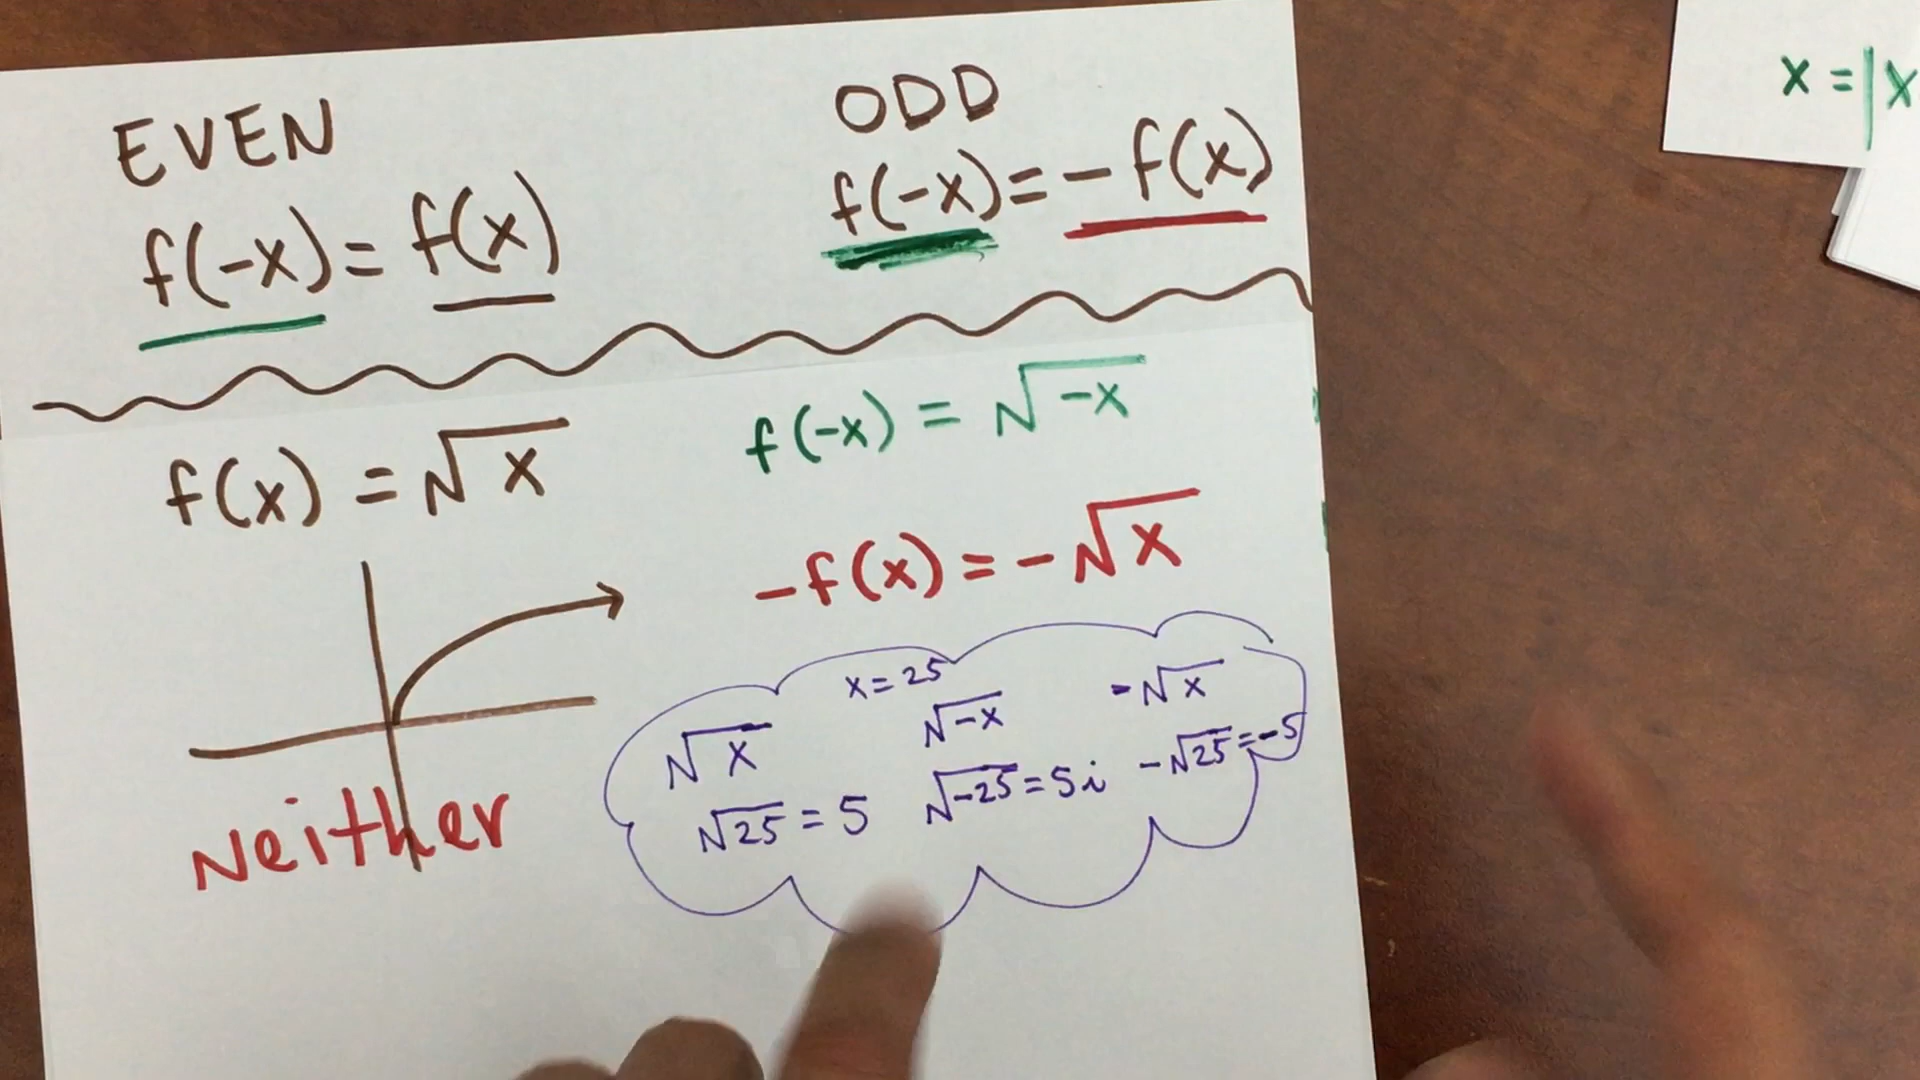 EVEN
f(-x) = f(x)
ODD
f(-x) = -f(x)
x = |x
f(x) = √x
f(-x) = √-x
-f(x) = -√x
Neither
x = 25
√x
√25 = 5
√-x
√-25 = 5i
-√x
-√25 = -5